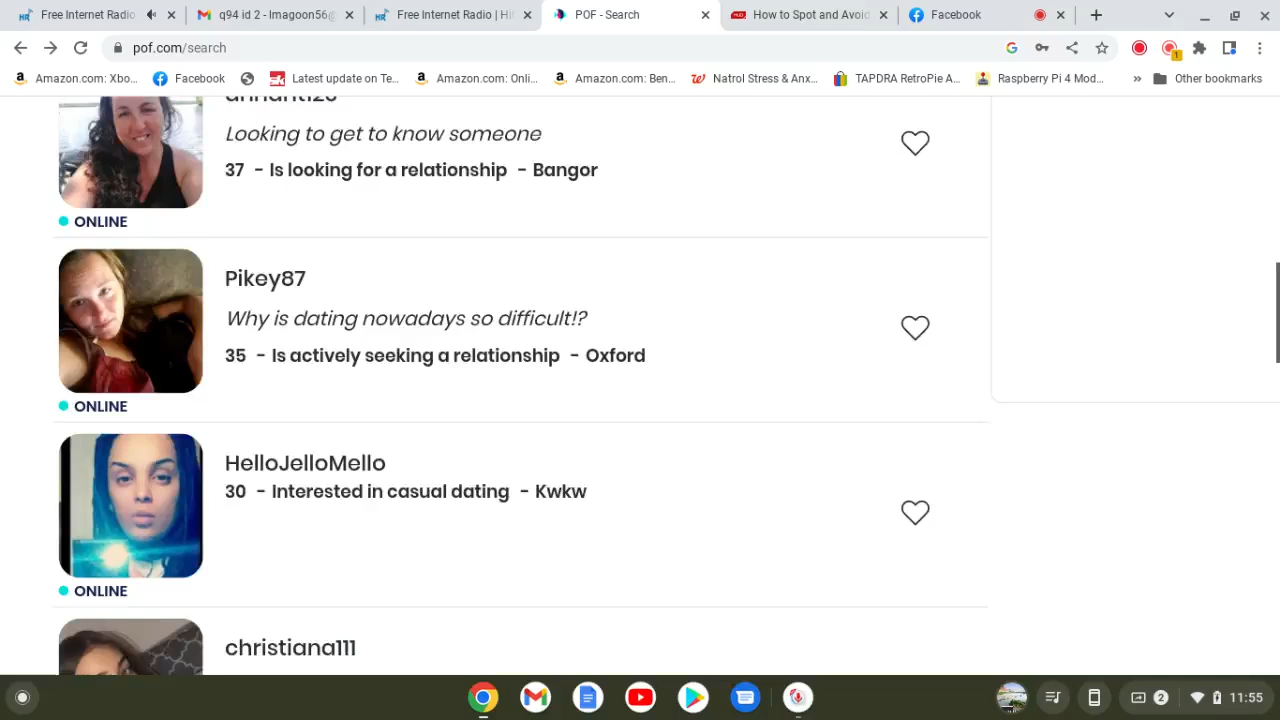 Free Internet Radio
q94 id 2 - Imagoon56@
Free Internet Radio | Hi
POF - Search
How to Spot and Avoid
Facebook
pof.com/search
Amazon.com: Xbo...
Facebook
Latest update on Te...
Amazon.com: Onli...
Amazon.com: Ben...
Natrol Stress & Anx...
TAPDRA RetroPie A...
Raspberry Pi 4 Mod...
» Other bookmarks
Looking to get to know someone
37 - Is looking for a relationship - Bangor
ONLINE
Pikey87
Why is dating nowadays so difficult!?
35 - Is actively seeking a relationship - Oxford
ONLINE
HelloJelloMello
30 - Interested in casual dating - Kwkw
ONLINE
christiana111
2 11:55